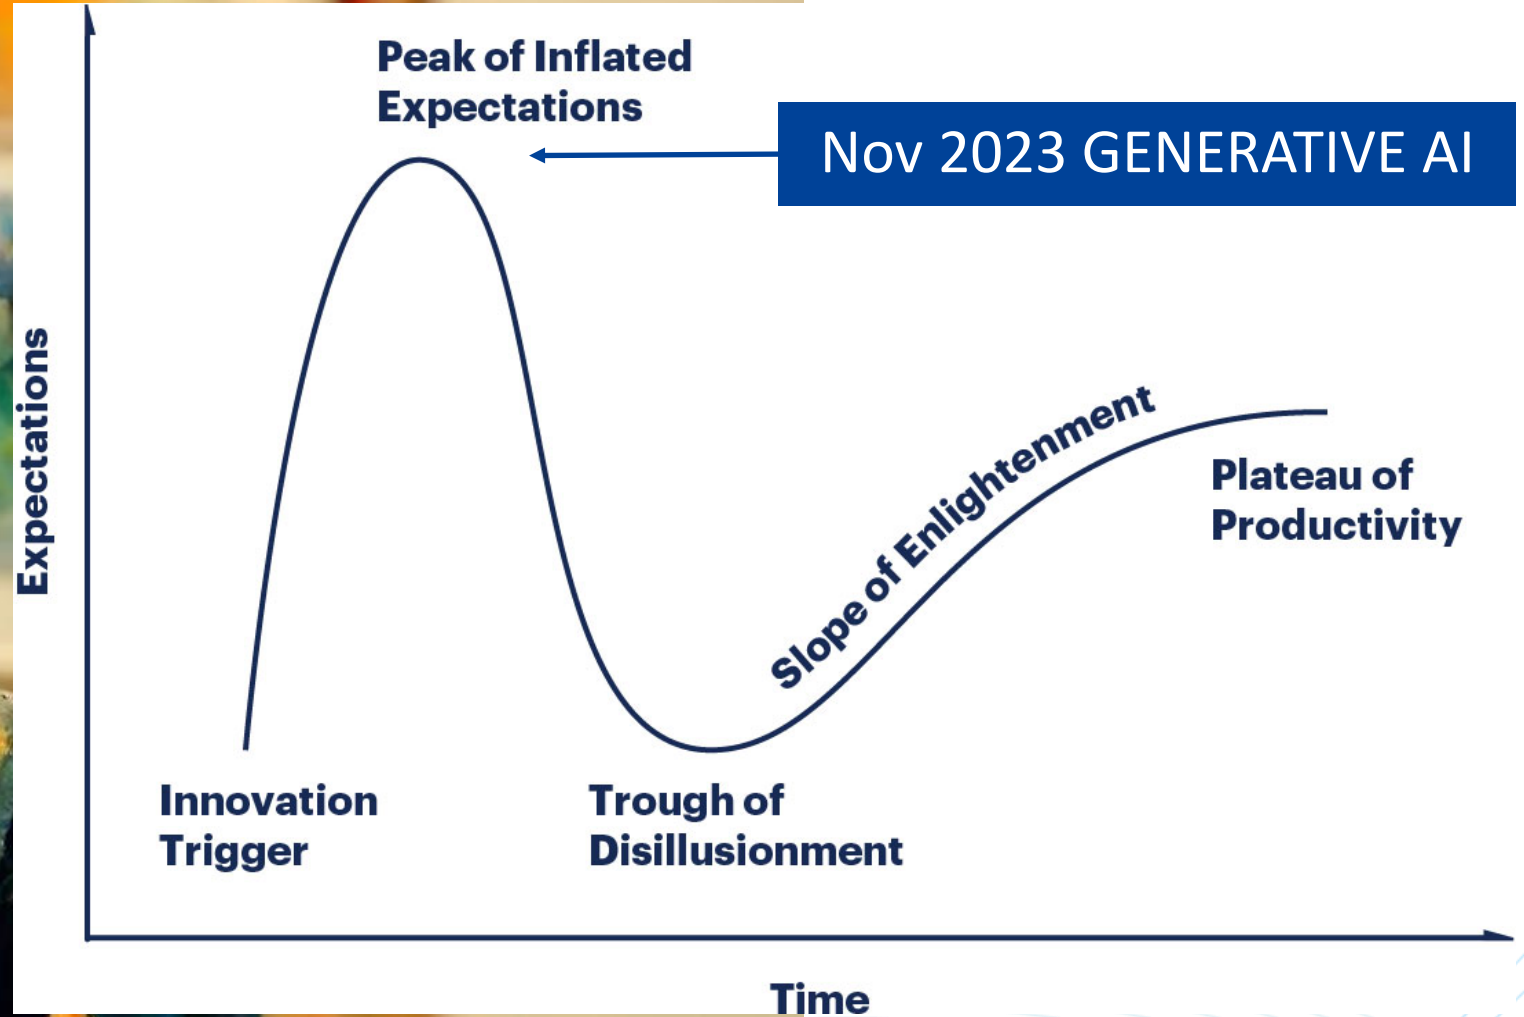 Peak of Inflated
Expectations
Nov 2023 GENERATIVE AI
Expectations
Slope of Enlightenment
Plateau of
Productivity
Innovation
Trigger
Trough of
Disillusionment
Time